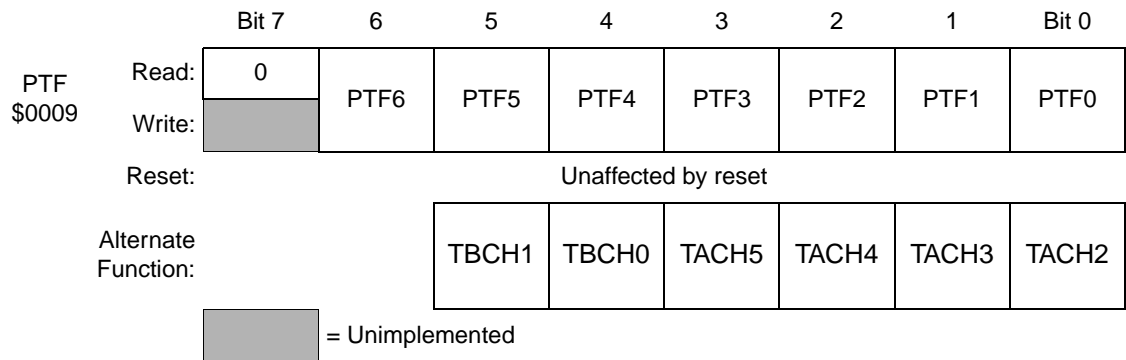 Bit 7 6 5 4 3 2 1 Bit 0
PTF
$0009
Read: 0 PTF6 PTF5 PTF4 PTF3 PTF2 PTF1 PTF0
Write:
Reset: Unaffected by reset
Alternate
Function:
TBCH1 TBCH0 TACH5 TACH4 TACH3 TACH2
= Unimplemented